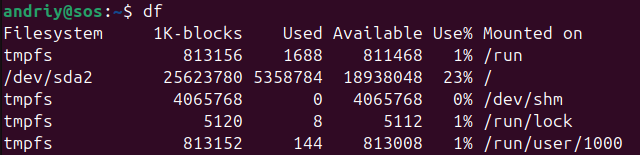 andriy@sos:~$ df
Filesystem 1K-blocks Used Available Use% Mounted on
tmpfs 813156 1688 811468 1% /run
/dev/sda2 25623780 5358784 18938048 23% /
tmpfs 4065768 0 4065768 0% /dev/shm
tmpfs 5120 8 5112 1% /run/lock
tmpfs 813152 144 813008 1% /run/user/1000